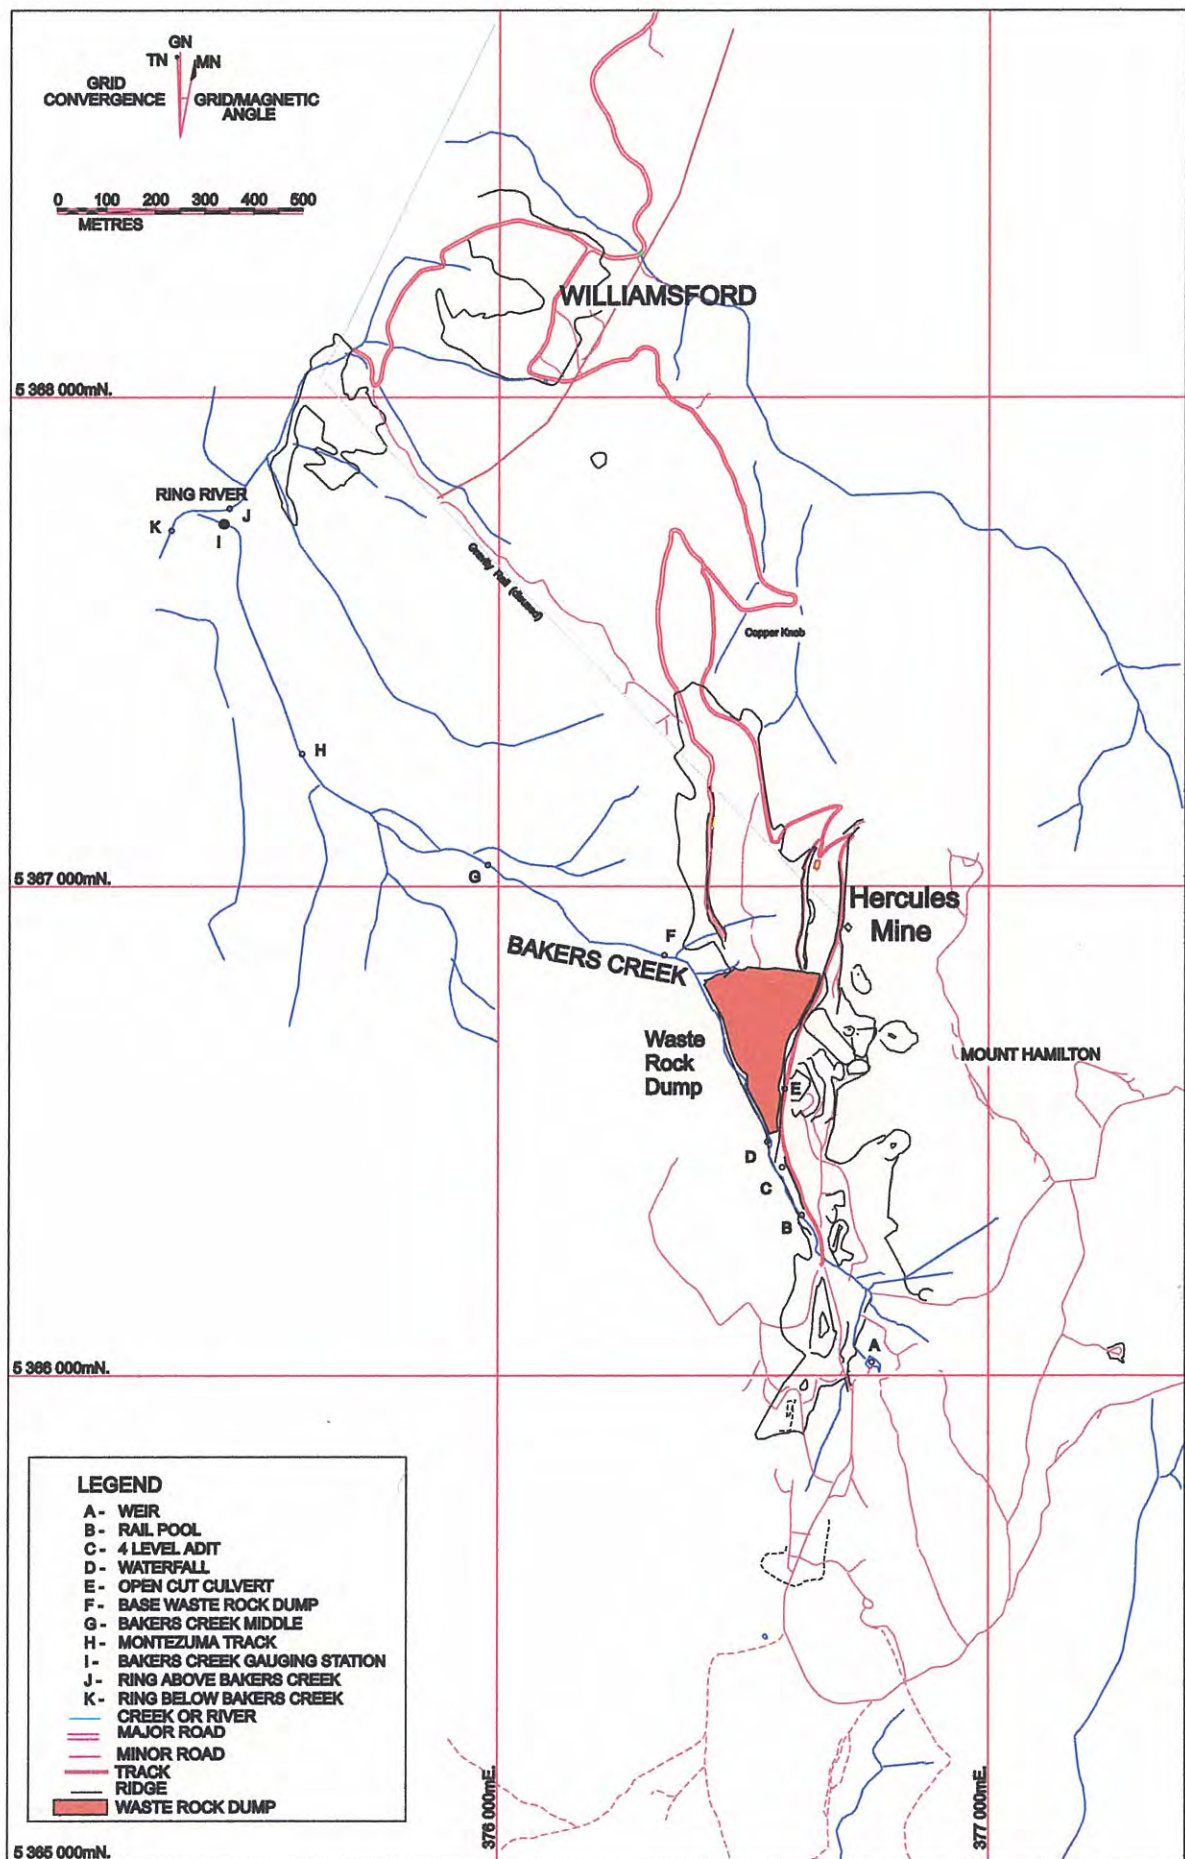 GN
TN
MN
GRID
CONVERGENCE
GRID/MAGNETIC
ANGLE
0 100 200 300 400 500
METRES
WILLIAMSFORD
5 368 000mN.
RING RIVER
K
J
I
Gravity Rail (disused)
Copper Knob
H
G
5 367 000mN.
Hercules
Mine
F
BAKERS CREEK
Waste
Rock
Dump
MOUNT HAMILTON
E
D
C
B
A
5 366 000mN.
LEGEND
A - WEIR
B - RAIL POOL
C - 4 LEVEL ADIT
D - WATERFALL
E - OPEN CUT CULVERT
F - BASE WASTE ROCK DUMP
G - BAKERS CREEK MIDDLE
H - MONTEZUMA TRACK
I - BAKERS CREEK GAUGING STATION
J - RING ABOVE BAKERS CREEK
K - RING BELOW BAKERS CREEK
CREEK OR RIVER
MAJOR ROAD
MINOR ROAD
TRACK
RIDGE
WASTE ROCK DUMP
376 000mE.
377 000mE.
5 365 000mN.